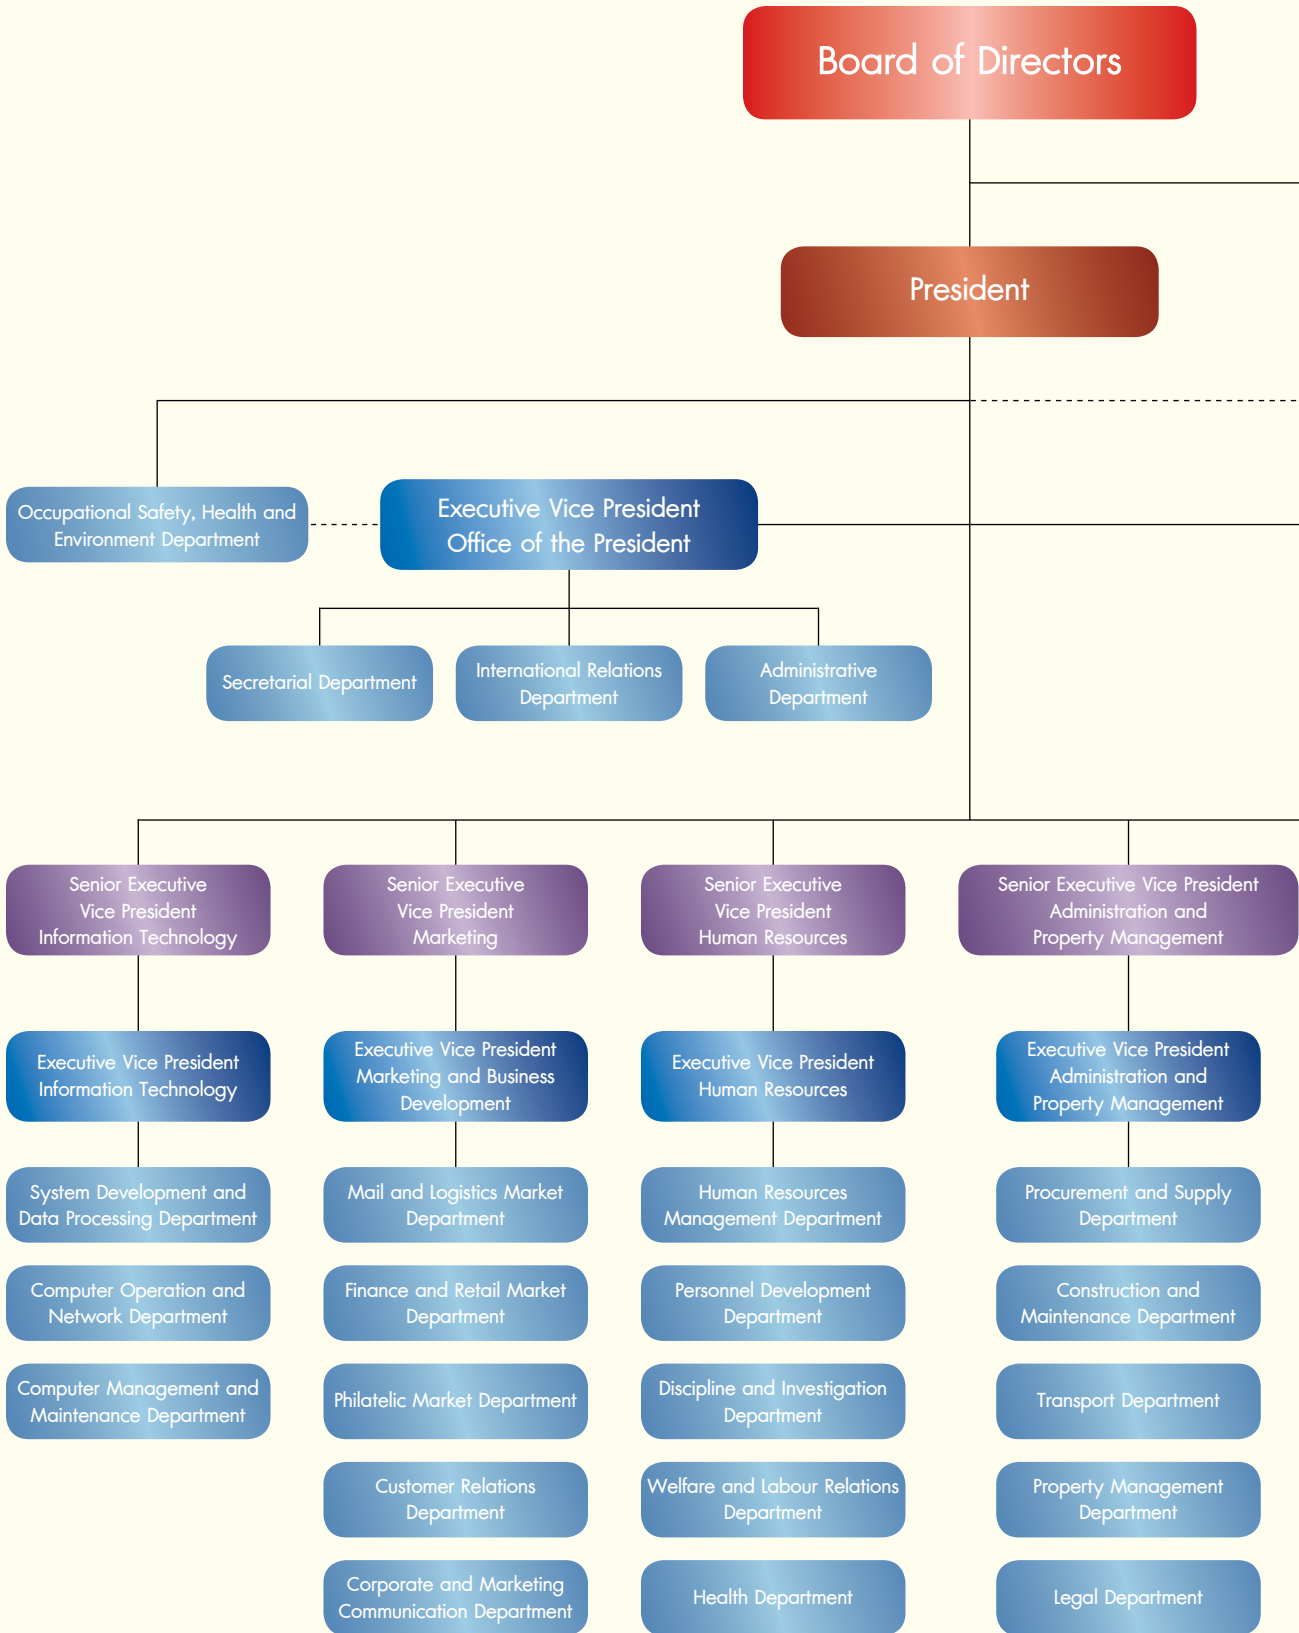 Board of Directors
President
Occupational Safety, Health and
Environment Department
Executive Vice President
Office of the President
Secretarial Department
International Relations
Department
Administrative
Department
Senior Executive
Vice President
Information Technology
Senior Executive
Vice President
Marketing
Senior Executive
Vice President
Human Resources
Senior Executive Vice President
Administration and
Property Management
Executive Vice President
Information Technology
Executive Vice President
Marketing and Business
Development
Executive Vice President
Human Resources
Executive Vice President
Administration and
Property Management
System Development and
Data Processing Department
Mail and Logistics Market
Department
Human Resources
Management Department
Procurement and Supply
Department
Computer Operation and
Network Department
Finance and Retail Market
Department
Personnel Development
Department
Construction and
Maintenance Department
Computer Management and
Maintenance Department
Philatelic Market Department
Discipline and Investigation
Department
Transport Department
Customer Relations
Department
Welfare and Labour Relations
Department
Property Management
Department
Corporate and Marketing
Communication Department
Health Department
Legal Department